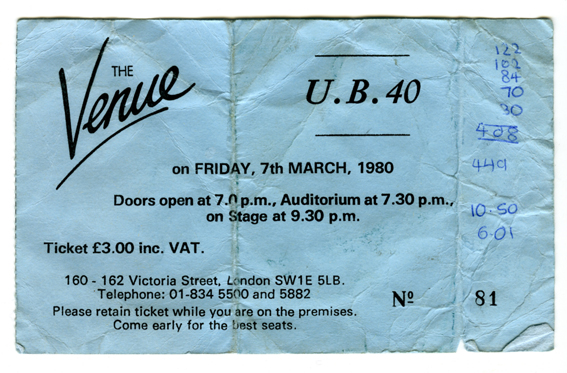 THE
Venue
U.B.40
on FRIDAY, 7th MARCH, 1980
Doors open at 7.0 p.m., Auditorium at 7.30 p.m.,
on Stage at 9.30 p.m.
Ticket £3.00 inc. VAT.
160 - 162 Victoria Street, London SW1E 5LB.
Telephone: 01-834 5500 and 5882
Please retain ticket while you are on the premises.
Come early for the best seats.
Nº 81
122
102
84
70
30
408
449
10.50
6.01